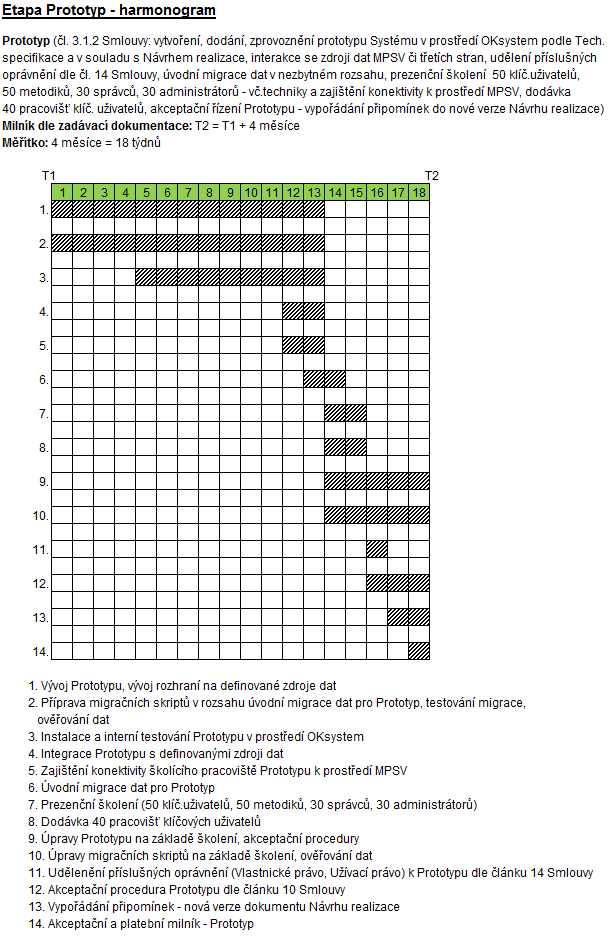 Etapa Prototyp - harmonogram
Prototyp (čl. 3.1.2 Smlouvy: vytvoření, dodání, zprovoznění prototypu Systému v prostředí OKsystem podle Tech.
specifikace a v souladu s Návrhem realizace, interakce se zdroji dat MPSV či třetích stran, udělení příslušných
oprávnění dle čl. 14 Smlouvy, úvodní migrace dat v nezbytném rozsahu, prezenční školení 50 klíč.uživatelů,
50 metodiků, 30 správců, 30 administrátorů - vč.techniky a zajištění konektivity k prostředí MPSV, dodávka
40 pracovišť klíč. uživatelů, akceptační řízení Prototypu - vypořádání připomínek do nové verze Návrhu realizace)
Milník dle zadávací dokumentace: T2 = T1 + 4 měsíce
Měřítko: 4 měsíce = 18 týdnů
T1 T2
1 2 3 4 5 6 7 8 9 10 11 12 13 14 15 16 17 18
1.
2.
3.
4.
5.
6.
7.
8.
9.
10.
11.
12.
13.
14.
1. Vývoj Prototypu, vývoj rozhraní na definované zdroje dat
2. Příprava migračních skriptů v rozsahu úvodní migrace dat pro Prototyp, testování migrace,
ověřování dat
3. Instalace a interní testování Prototypu v prostředí OKsystem
4. Integrace Prototypu s definovanými zdroji dat
5. Zajištění konektivity školícího pracoviště Prototypu k prostředí MPSV
6. Úvodní migrace dat pro Prototyp
7. Prezenční školení (50 klíč.uživatelů, 50 metodiků, 30 správců, 30 administrátorů)
8. Dodávka 40 pracovišť klíčových uživatelů
9. Úpravy Prototypu na základě školení, akceptační procedury
10. Úpravy migračních skriptů na základě školení, ověřování dat
11. Udělenění příslušných oprávnění (Vlastnické právo, Užívací právo) k Prototypu dle článku 14 Smlouvy
12. Akceptační procedura Prototypu dle článku 10 Smlouvy
13. Vypořádání připomínek - nová verze dokumentu Návrhu realizace
14. Akceptační a platební milník - Prototyp